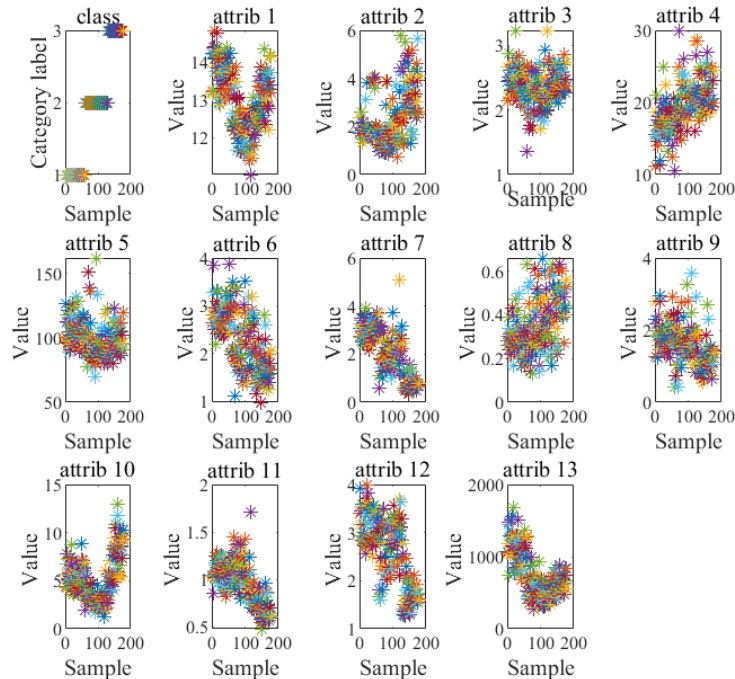 class
attrib 1
attrib 2
attrib 3
attrib 4
Category label
3
2
1
0 100 200
Sample
Value
14
13
12
0 100 200
Sample
Value
6
4
2
0
0 100 200
Sample
Value
3
2
1
0 100 200
Sample
Value
30
20
10
0 100 200
Sample
attrib 5
attrib 6
attrib 7
attrib 8
attrib 9
Value
150
100
50
0 100 200
Sample
Value
4
3
2
1
0 100 200
Sample
Value
6
4
2
0
0 100 200
Sample
Value
0.6
0.4
0.2
0
0 100 200
Sample
Value
4
2
0
0 100 200
Sample
attrib 10
attrib 11
attrib 12
attrib 13
Value
15
10
5
0
0 100 200
Sample
Value
2
1.5
1
0.5
0 100 200
Sample
Value
4
3
2
1
0 100 200
Sample
Value
2000
1000
0
0 100 200
Sample